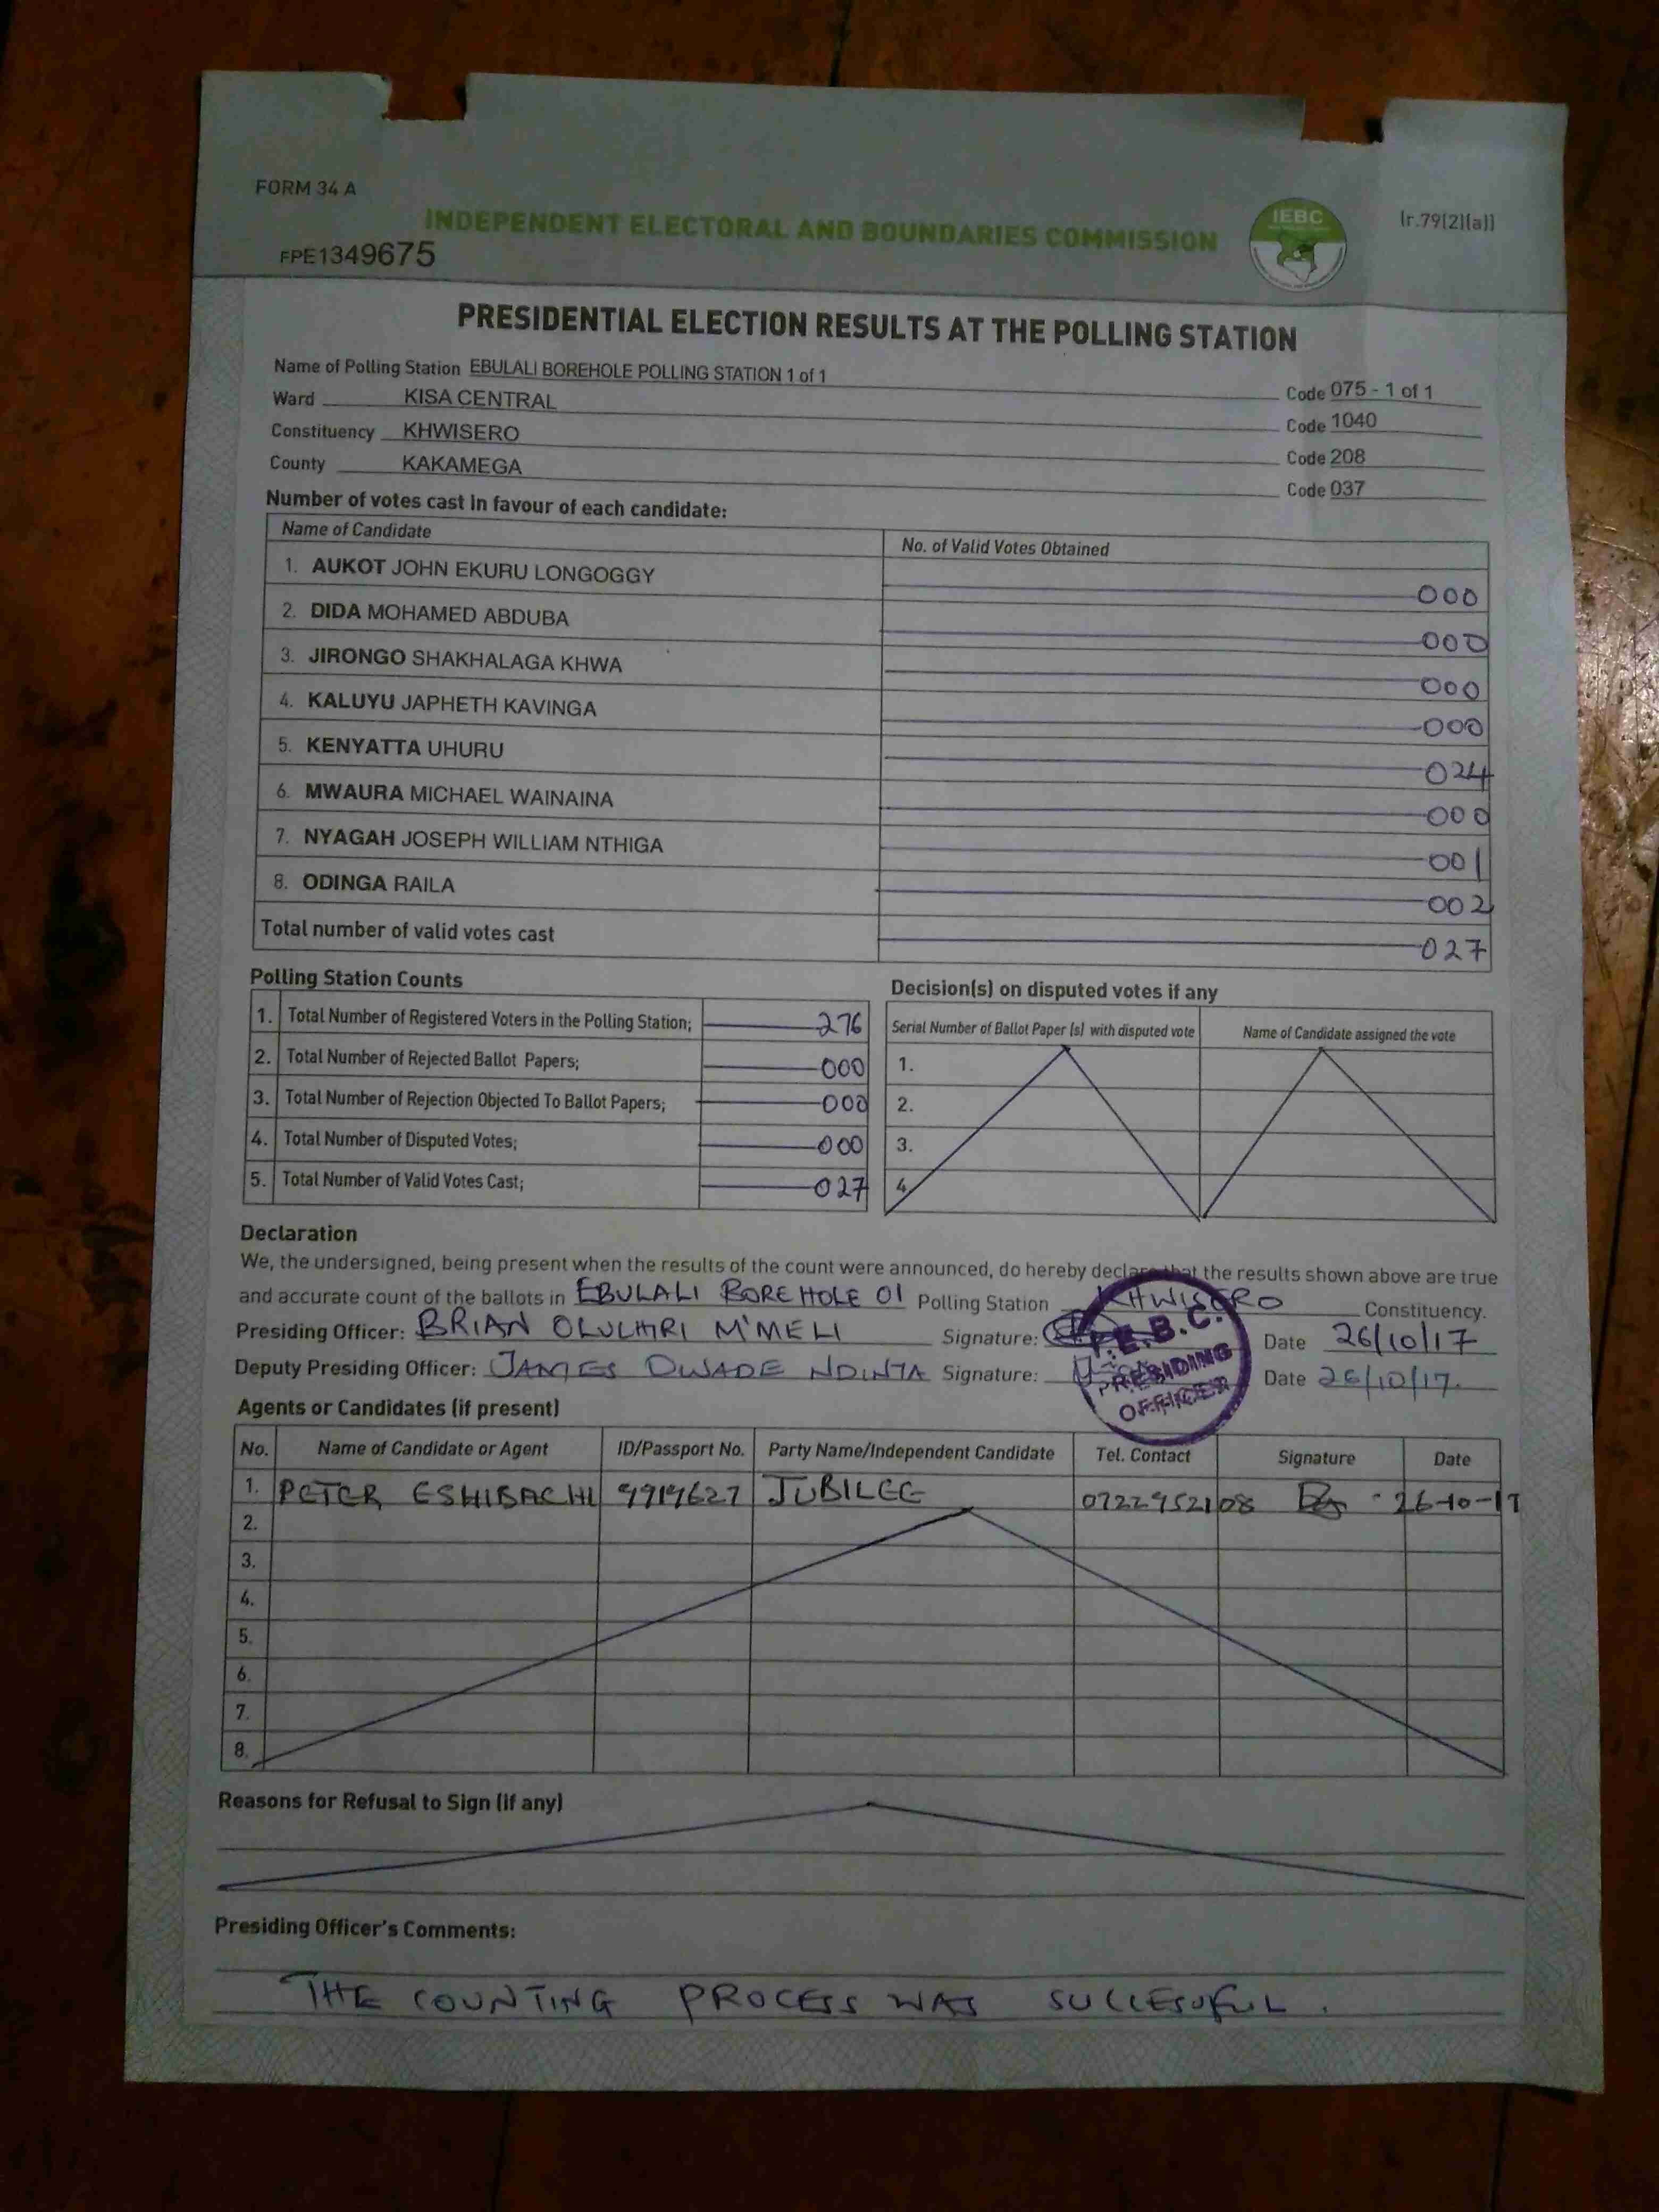 FORM 34 A
INDEPENDENT ELECTORAL AND BOUNDARIES COMMISSION
IEBC
(r.79(2)(a))
FPE1349675
PRESIDENTIAL ELECTION RESULTS AT THE POLLING STATION
Name of Polling Station EBULALI BOREHOLE POLLING STATION 1 of 1 Code 075 - 1 of 1
Ward KISA CENTRAL Code 1040
Constituency KHWISERO Code 208
County KAKAMEGA Code 037
Number of votes cast in favour of each candidate:
Name of Candidate No. of Valid Votes Obtained
1. AUKOT JOHN EKURU LONGOGGY 000
2. DIDA MOHAMED ABDUBA 000
3. JIRONGO SHAKHALAGA KHWA 000
4. KALUYU JAPHETH KAVINGA 000
5. KENYATTA UHURU 024
6. MWAURA MICHAEL WAINAINA 000
7. NYAGAH JOSEPH WILLIAM NTHIGA 001
8. ODINGA RAILA 002
Total number of valid votes cast 027
Polling Station Counts
1. Total Number of Registered Voters in the Polling Station; 276
2. Total Number of Rejected Ballot Papers; 000
3. Total Number of Rejection Objected To Ballot Papers; 000
4. Total Number of Disputed Votes; 000
5. Total Number of Valid Votes Cast; 027
Decision(s) on disputed votes if any
Serial Number of Ballot Paper (s) with disputed vote Name of Candidate assigned the vote
1.
2.
3.
4.
Declaration
We, the undersigned, being present when the results of the count were announced, do hereby declare that the results shown above are true
and accurate count of the ballots in EBULALI BOREHOLE 01 Polling Station KHWISERO Constituency.
Presiding Officer: BRIAN M'MELI Signature: Date 26/10/17
Deputy Presiding Officer: JAMES OWADE NDINTA Signature: Date 26/10/17.
I.E.B.C.
PRESIDING
OFFICER
Agents or Candidates (if present)
No. Name of Candidate or Agent ID/Passport No. Party Name/Independent Candidate Tel. Contact Signature Date
1. PETER ESHIBACHI JUBILEE 0722952108 26-10-17
2.
3.
4.
5.
6.
7.
8.
Reasons for Refusal to Sign (if any)
Presiding Officer's Comments:
THE COUNTING PROCESS WAS SUCCESSFUL.